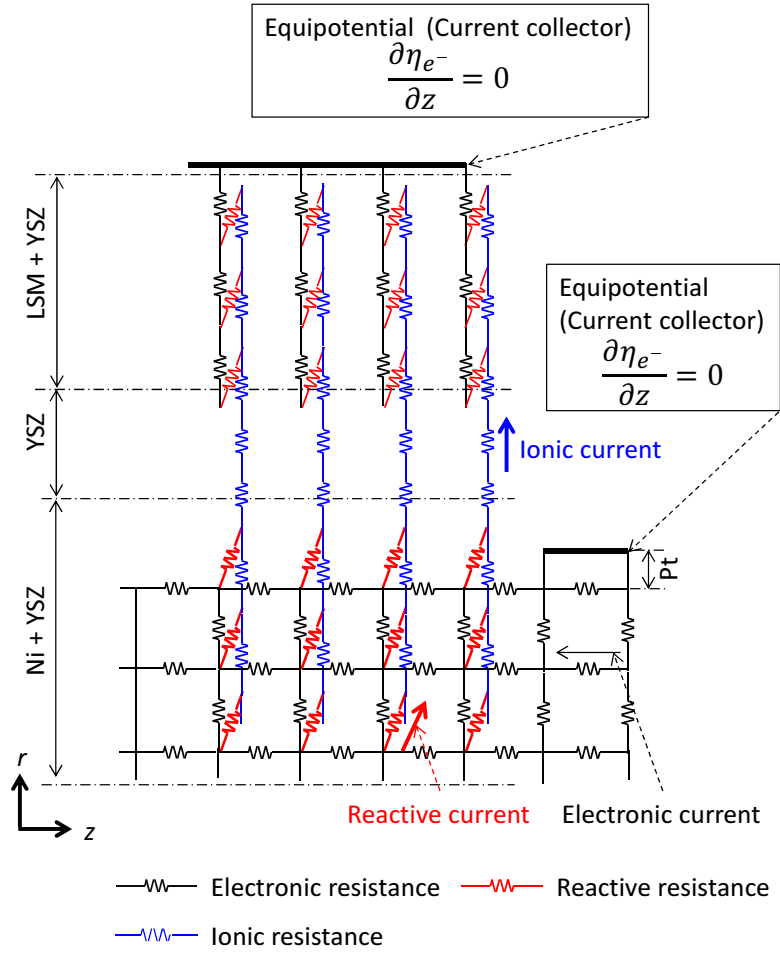 Equipotential (Current collector)
∂η_{e⁻}/∂z = 0
LSM + YSZ
Equipotential
(Current collector)
∂η_{e⁻}/∂z = 0
YSZ
Ionic current
Pt
Ni + YSZ
r
z
Reactive current
Electronic current
Electronic resistance
Reactive resistance
Ionic resistance